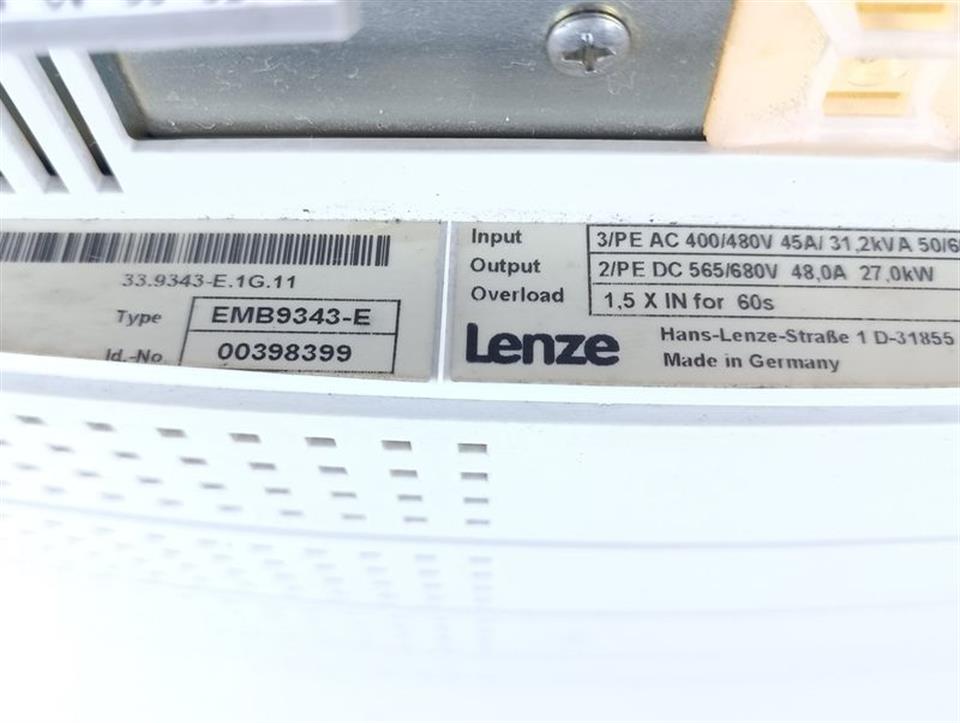 33.9343-E.1G.11
Type EMB9343-E
Id.-No. 00398399
Input 3/PE AC 400/480V 45A/ 31,2kVA
Output 2/PE DC 565/680V 48,0A 27,0kW
Overload 1,5 X IN for 60s
Lenze
Hans-Lenze-Straße 1 D-31855
Made in Germany